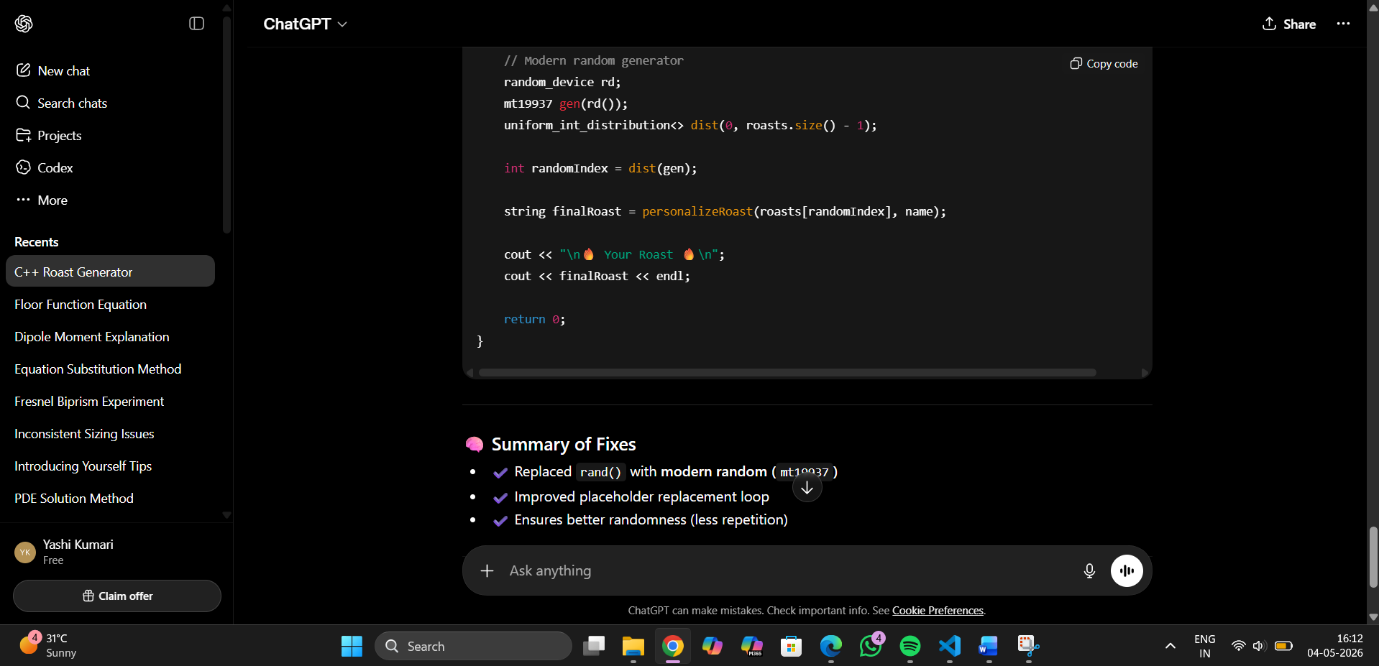 ChatGPT
Share
New chat
Search chats
Projects
Codex
More
Recents
C++ Roast Generator
Floor Function Equation
Dipole Moment Explanation
Equation Substitution Method
Fresnel Biprism Experiment
Inconsistent Sizing Issues
Introducing Yourself Tips
PDE Solution Method
YK
Yashi Kumari
Free
Claim offer
Copy code
// Modern random generator
random_device rd;
mt19937 gen(rd());
uniform_int_distribution<> dist(0, roasts.size() - 1);
int randomIndex = dist(gen);
string finalRoast = personalizeRoast(roasts[randomIndex], name);
cout << "\n🔥 Your Roast 🔥\n";
cout << finalRoast << endl;
return 0;
}
🧠 Summary of Fixes
• ✔ Replaced rand() with modern random (mt19937)
• ✔ Improved placeholder replacement loop
• ✔ Ensures better randomness (less repetition)
Ask anything
ChatGPT can make mistakes. Check important info. See Cookie Preferences.
4
31°C
Sunny
Search
M365
4
ENG
IN
16:12
04-05-2026